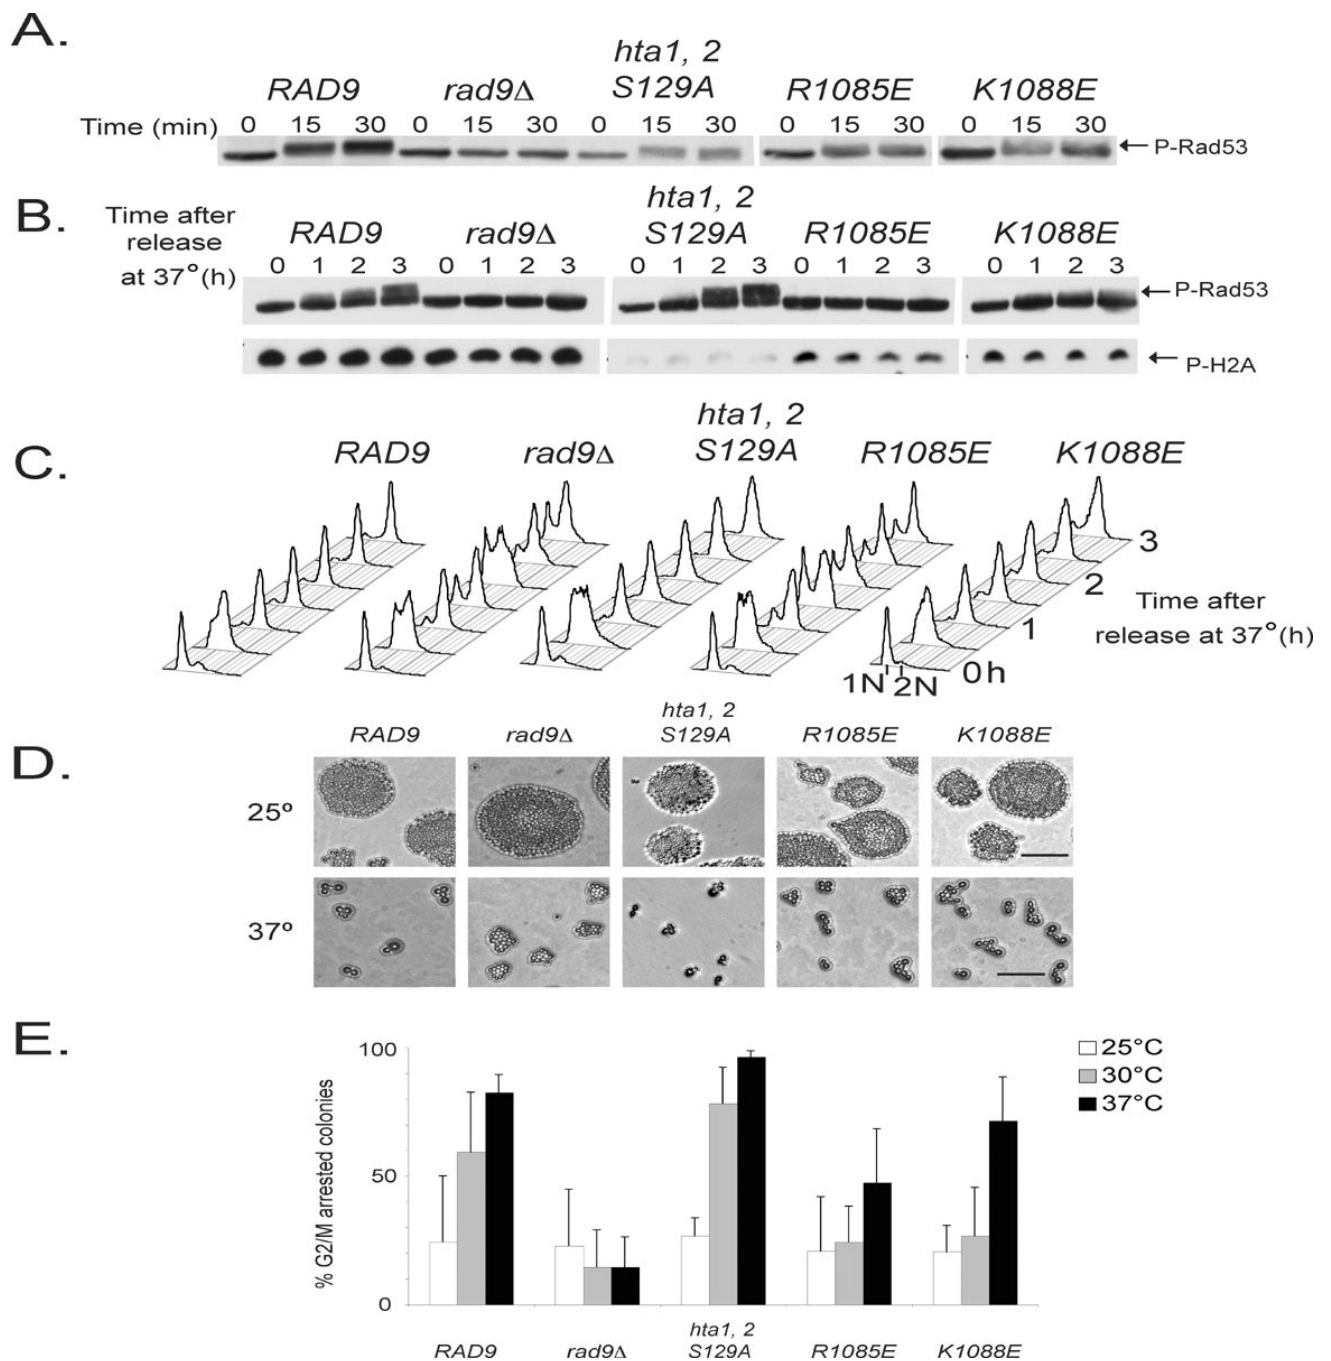 A.
hta1, 2
RAD9 rad9Δ S129A R1085E K1088E
Time (min) 0 15 30 0 15 30 0 15 30 0 15 30 0 15 30
P-Rad53
B.
hta1, 2
Time after
release
at 37°(h)
RAD9 rad9Δ S129A R1085E K1088E
0 1 2 3 0 1 2 3 0 1 2 3 0 1 2 3 0 1 2 3
P-Rad53
P-H2A
C.
hta1, 2
RAD9 rad9Δ S129A R1085E K1088E
3
2
1
0h
Time after
release at 37°(h)
1N 2N
D.
hta1, 2
RAD9 rad9Δ S129A R1085E K1088E
25º
37º
E.
100
50
0
% G2/M arrested colonies
25°C
30°C
37°C
hta1, 2
RAD9 rad9Δ S129A R1085E K1088E